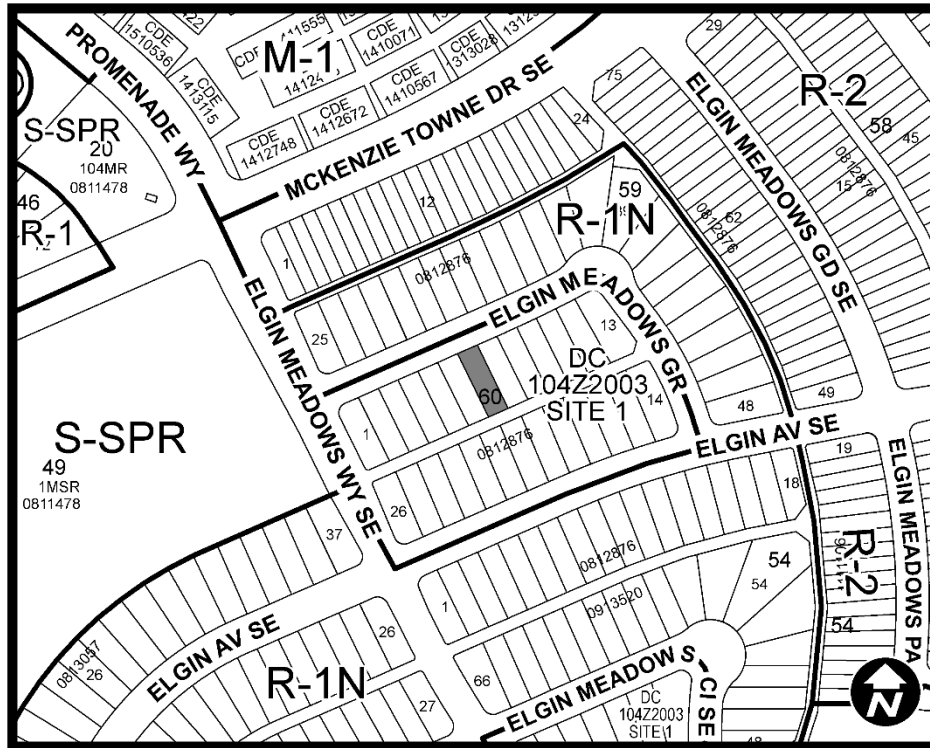 PROMENADE WY
CDE
1510536
CDE
1413115
M-1
CDE
1410071
CDE
1313028
CDE
1410567
CDE
1412672
CDE
1412748
MCKENZIE TOWNE DR SE
S-SPR
20
104MR
0811478
46
R-1
29
75
24
ELGIN MEADOWS GD SE
R-2
58
45
0812876
15
62
0812876
12
1
59
R-1N
0812876
25
ELGIN MEADOWS GR
13
DC
104Z2003
SITE 1
60
14
1
0812876
26
48
49
ELGIN AV SE
19
18
ELGIN MEADOWS WY SE
S-SPR
49
1MSR
0811478
37
0812876
1
54
54
0913520
R-2
54
ELGIN MEADOWS PA
0813057
26
ELGIN AV SE
26
R-1N
27
66
ELGIN MEADOWS CI SE
DC
104Z2003
SITE 1
48
N